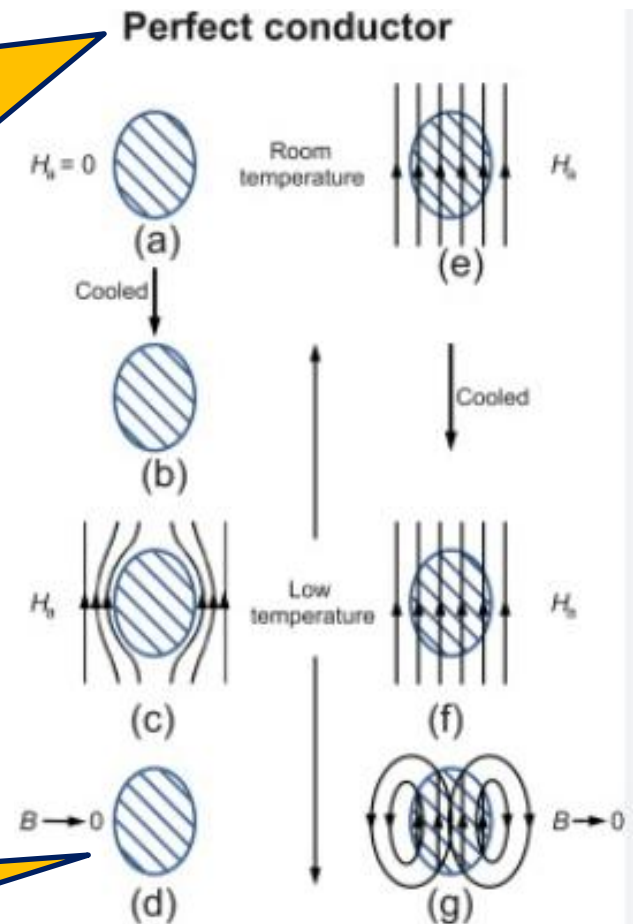 Perfect conductor
Hₐ = 0
Room
temperature
Hₐ
(a)
(e)
Cooled
Cooled
(b)
Hₐ
Low
temperature
Hₐ
(c)
(f)
B → 0
B → 0
(d)
(g)